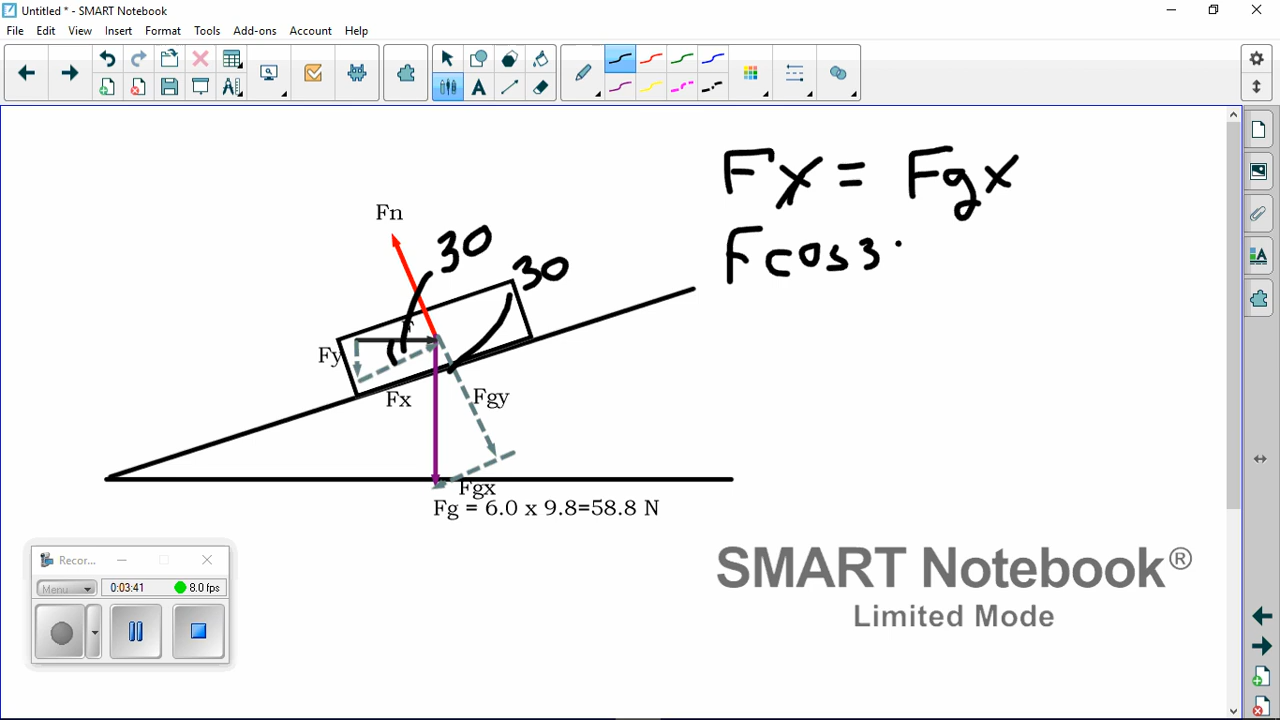 Untitled * - SMART Notebook
File Edit View Insert Format Tools Add-ons Account Help
Fx = Fgx
Fcos3
Fn
30
30
F
Fy
Fx
Fgy
Fgx
Fg = 6.0 x 9.8=58.8 N
Recor...
Menu
0:03:41
8.0 fps
SMART Notebook®
Limited Mode